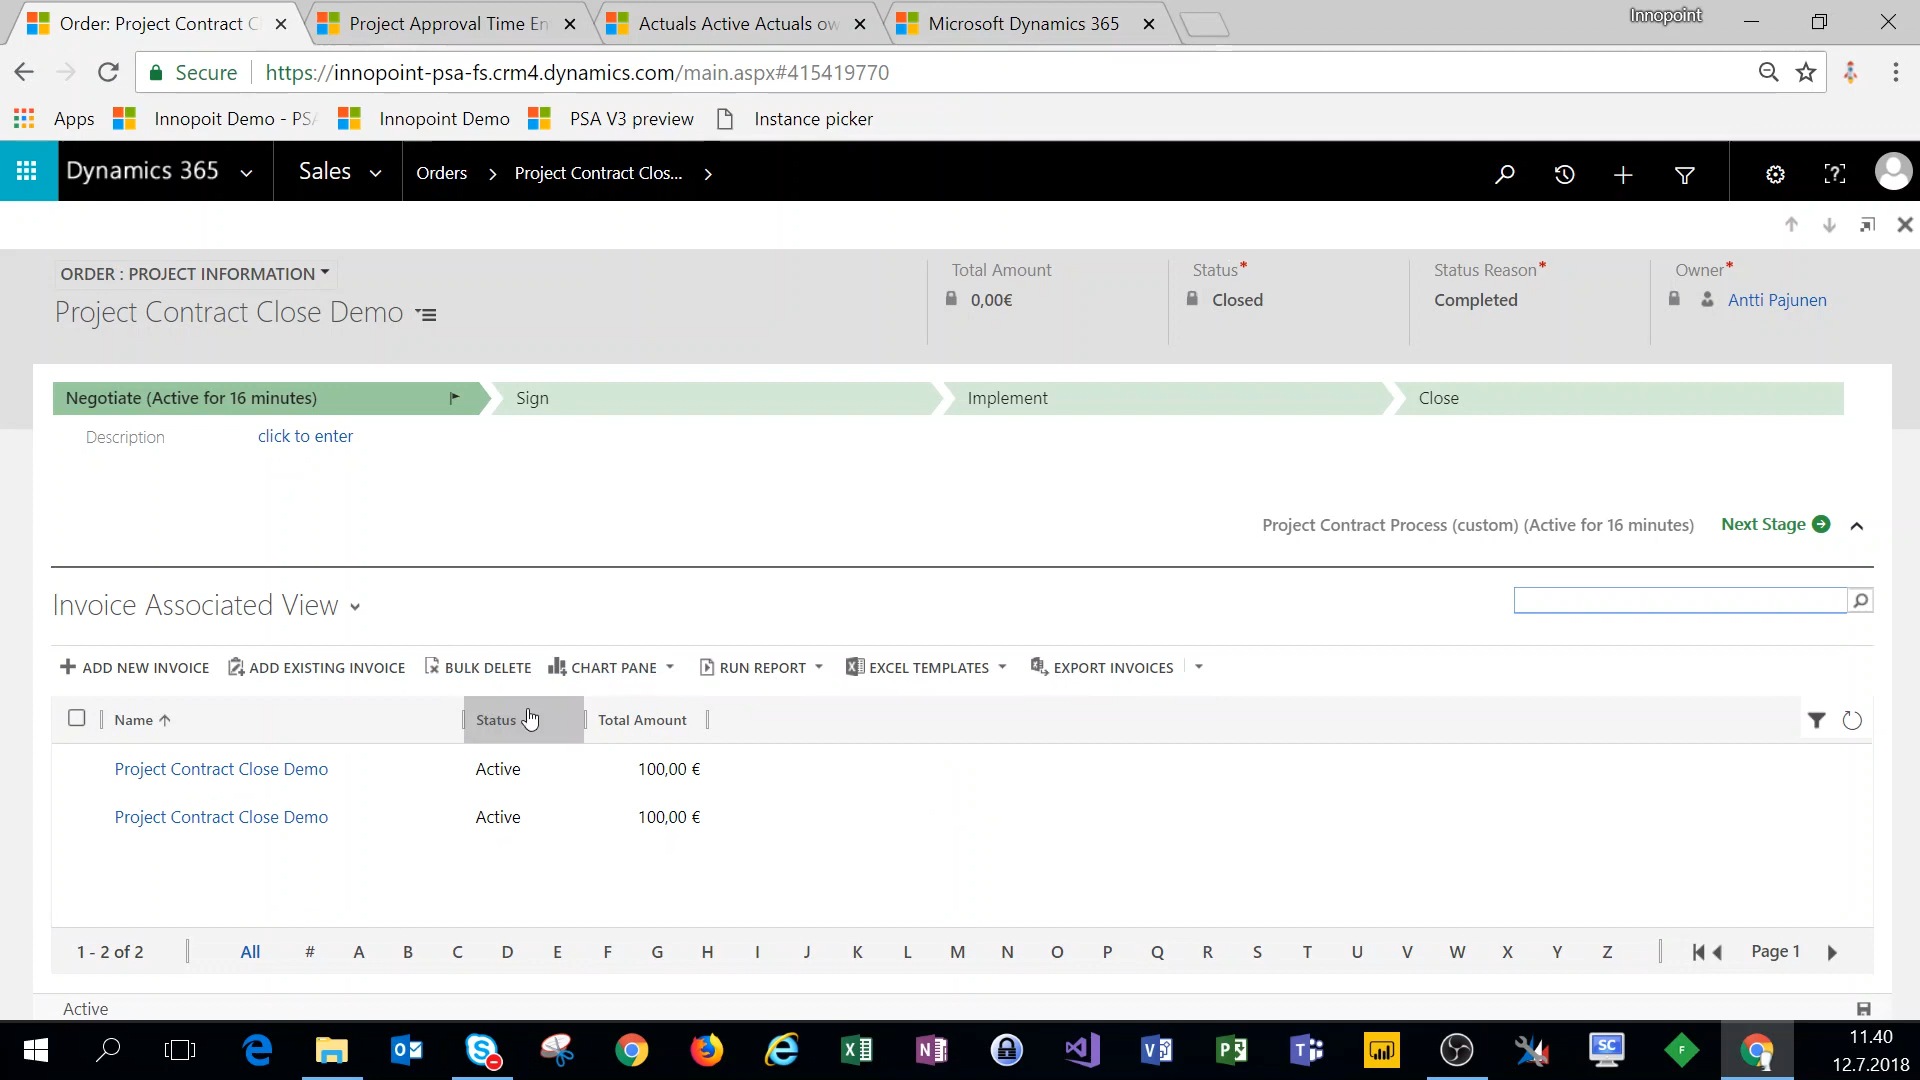 Order: Project Contract C
Project Approval Time En
Actuals Active Actuals ow
Microsoft Dynamics 365
Innopoint
Secure
https://innopoint-psa-fs.crm4.dynamics.com/main.aspx#415419770
Apps
Innopoit Demo - PSA
Innopoint Demo
PSA V3 preview
Instance picker
Dynamics 365
Sales
Orders
Project Contract Clos...
ORDER : PROJECT INFORMATION
Project Contract Close Demo
Total Amount
0,00€
Status*
Closed
Status Reason*
Completed
Owner*
Antti Pajunen
Negotiate (Active for 16 minutes)
Sign
Implement
Close
Description
click to enter
Project Contract Process (custom) (Active for 16 minutes)
Next Stage
Invoice Associated View
ADD NEW INVOICE
ADD EXISTING INVOICE
BULK DELETE
CHART PANE
RUN REPORT
EXCEL TEMPLATES
EXPORT INVOICES
Name
Status
Total Amount
Project Contract Close Demo Active 100,00 €
Project Contract Close Demo Active 100,00 €
1 - 2 of 2
All # A B C D E F G H I J K L M N O P Q R S T U V W X Y Z
Page 1
Active
11.40
12.7.2018